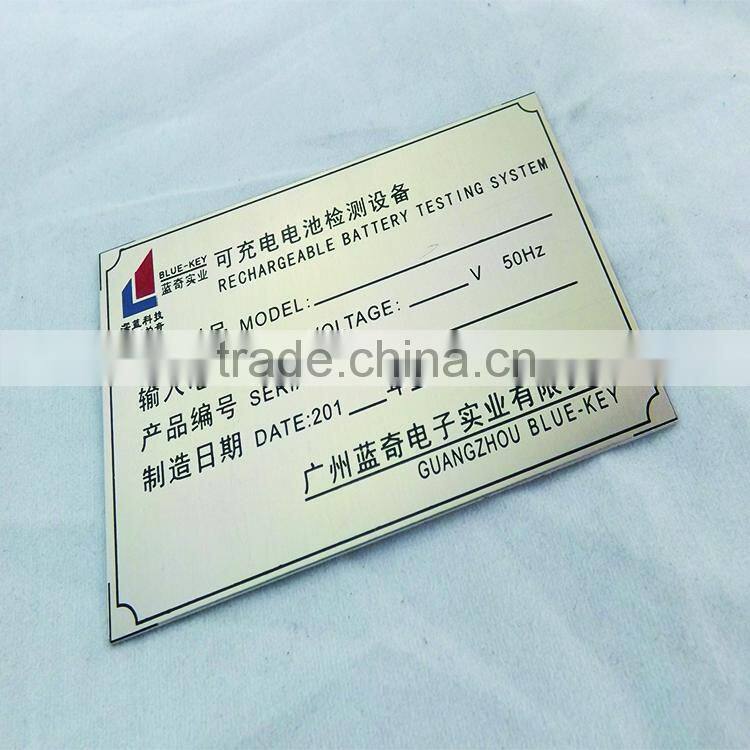 可充电电池检测设备
RECHARGEABLE BATTERY TESTING SYSTEM
BLUE-KEY
蓝奇实业
MODEL:
VOLTAGE: V 50Hz
trade.china.cn
产品编号
制造日期 DATE:201 年
广州蓝奇电子实业有限
GUANGZHOU BLUE-KEY